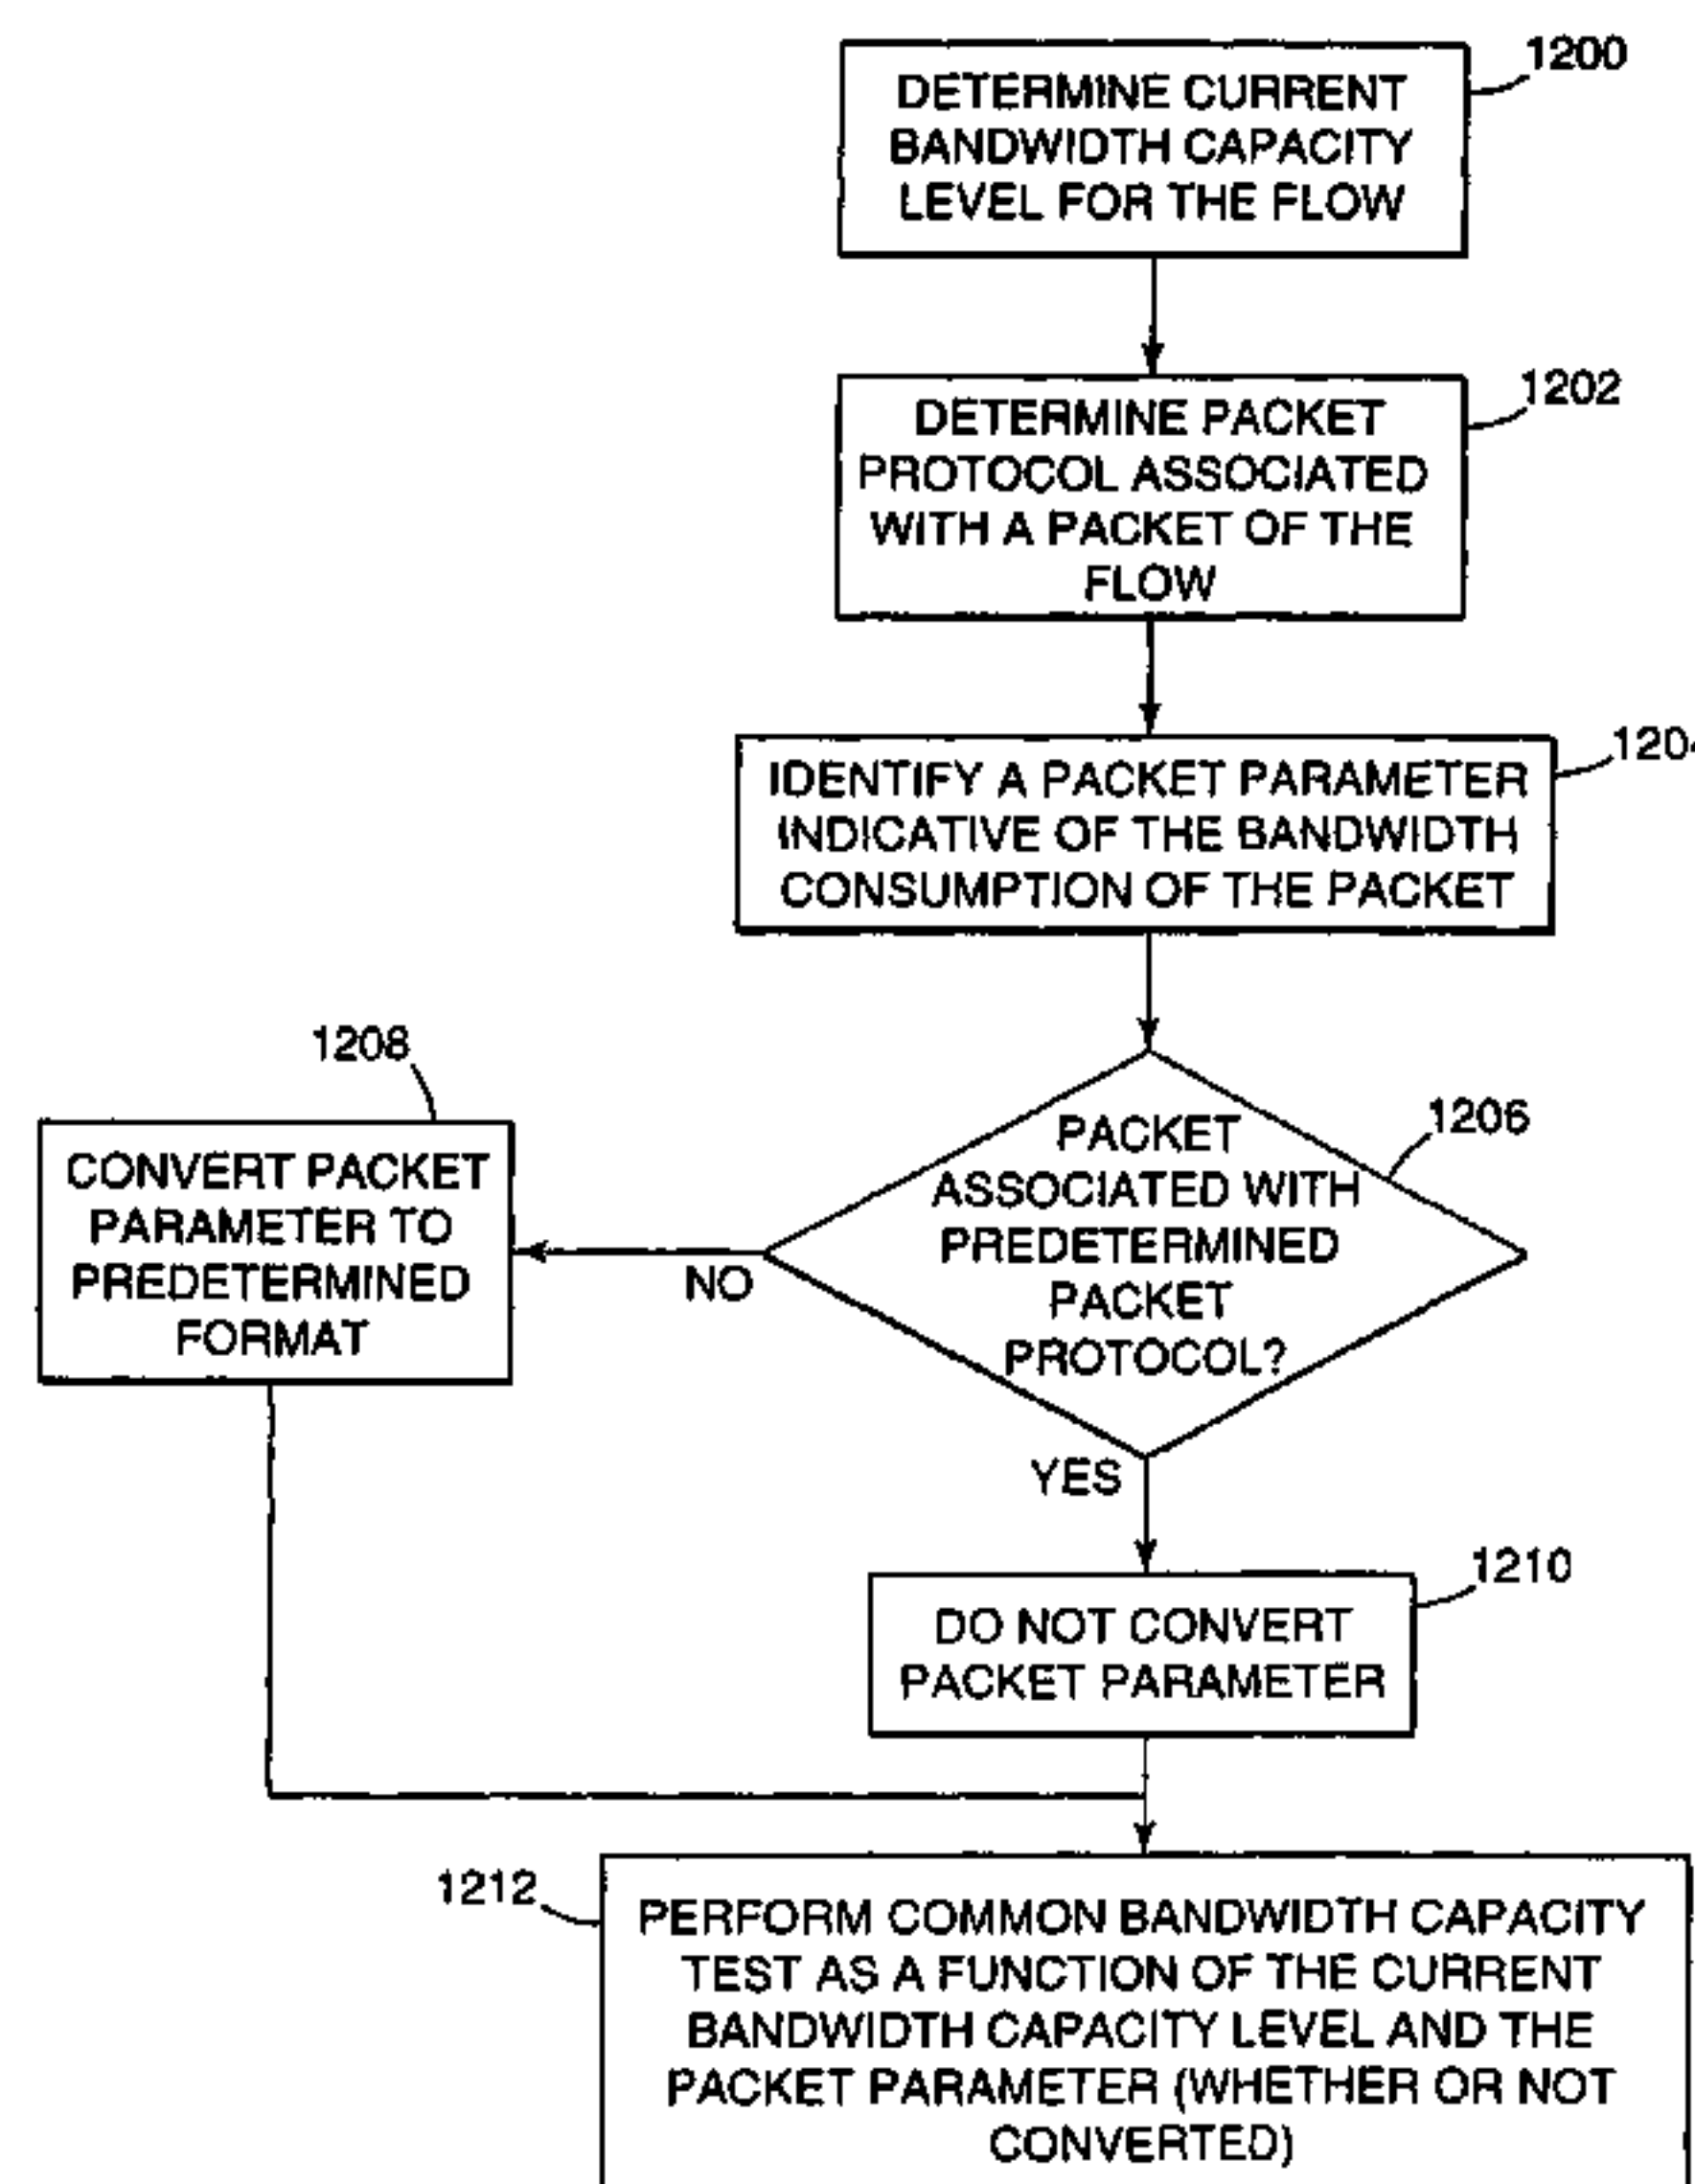 1200
DETERMINE CURRENT
BANDWIDTH CAPACITY
LEVEL FOR THE FLOW
1202
DETERMINE PACKET
PROTOCOL ASSOCIATED
WITH A PACKET OF THE
FLOW
IDENTIFY A PACKET PARAMETER
INDICATIVE OF THE BANDWIDTH
CONSUMPTION OF THE PACKET
1206
PACKET
ASSOCIATED WITH
PREDETERMINED
PACKET
PROTOCOL?
1208
CONVERT PACKET
PARAMETER TO
PREDETERMINED
FORMAT
NO
YES
1210
DO NOT CONVERT
PACKET PARAMETER
1212
PERFORM COMMON BANDWIDTH CAPACITY
TEST AS A FUNCTION OF THE CURRENT
BANDWIDTH CAPACITY LEVEL AND THE
PACKET PARAMETER (WHETHER OR NOT
CONVERTED)